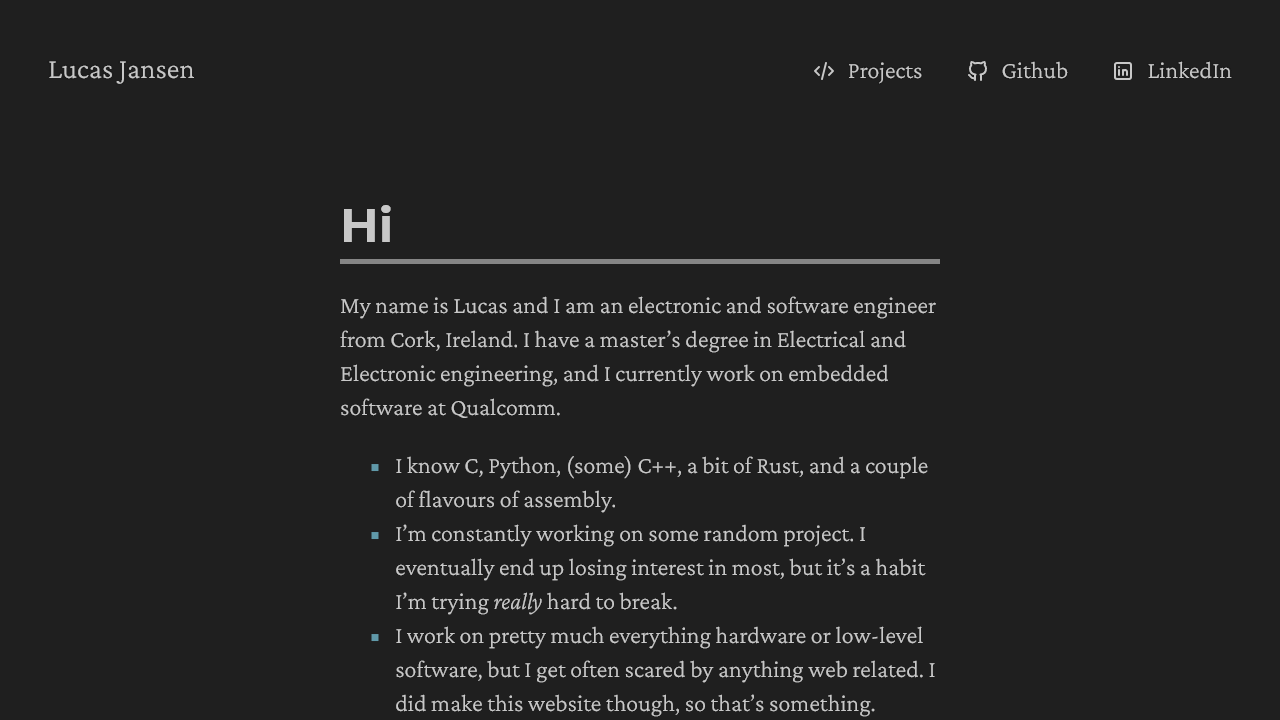 Lucas Jansen
Projects
Github
LinkedIn
Hi
My name is Lucas and I am an electronic and software engineer
from Cork, Ireland. I have a master’s degree in Electrical and
Electronic engineering, and I currently work on embedded
software at Qualcomm.
I know C, Python, (some) C++, a bit of Rust, and a couple
of flavours of assembly.
I’m constantly working on some random project. I
eventually end up losing interest in most, but it’s a habit
I’m trying really hard to break.
I work on pretty much everything hardware or low-level
software, but I get often scared by anything web related. I
did make this website though, so that’s something.